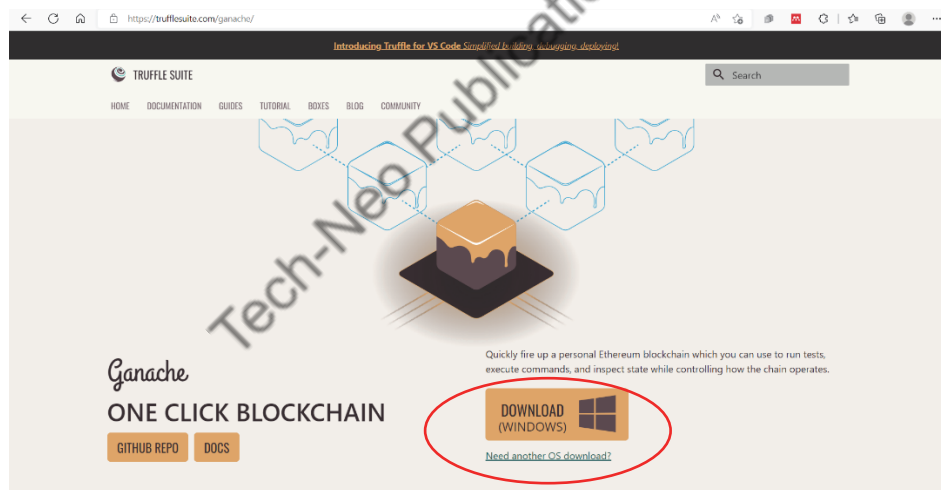 https://trufflesuite.com/ganache/
Introducing Truffle for VS Code Simplified building, debugging, deploying!
TRUFFLE SUITE
Search
HOME DOCUMENTATION GUIDES TUTORIAL BOXES BLOG COMMUNITY
Tech-Neo Publication
Quickly fire up a personal Ethereum blockchain which you can use to run tests,
execute commands, and inspect state while controlling how the chain operates.
Ganache
ONE CLICK BLOCKCHAIN
DOWNLOAD
(WINDOWS)
GITHUB REPO DOCS
Need another OS download?